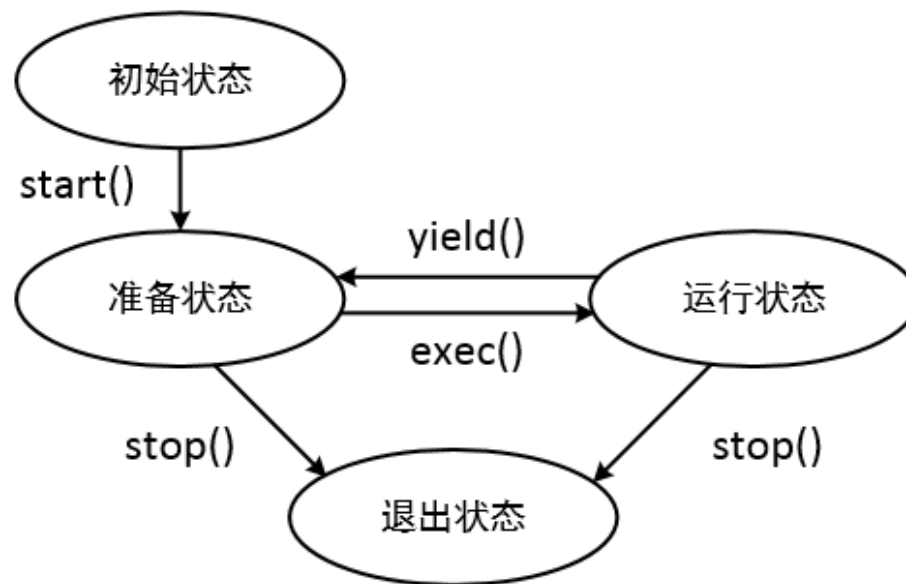 初始状态
start()
yield()
准备状态
运行状态
exec()
stop()
stop()
退出状态